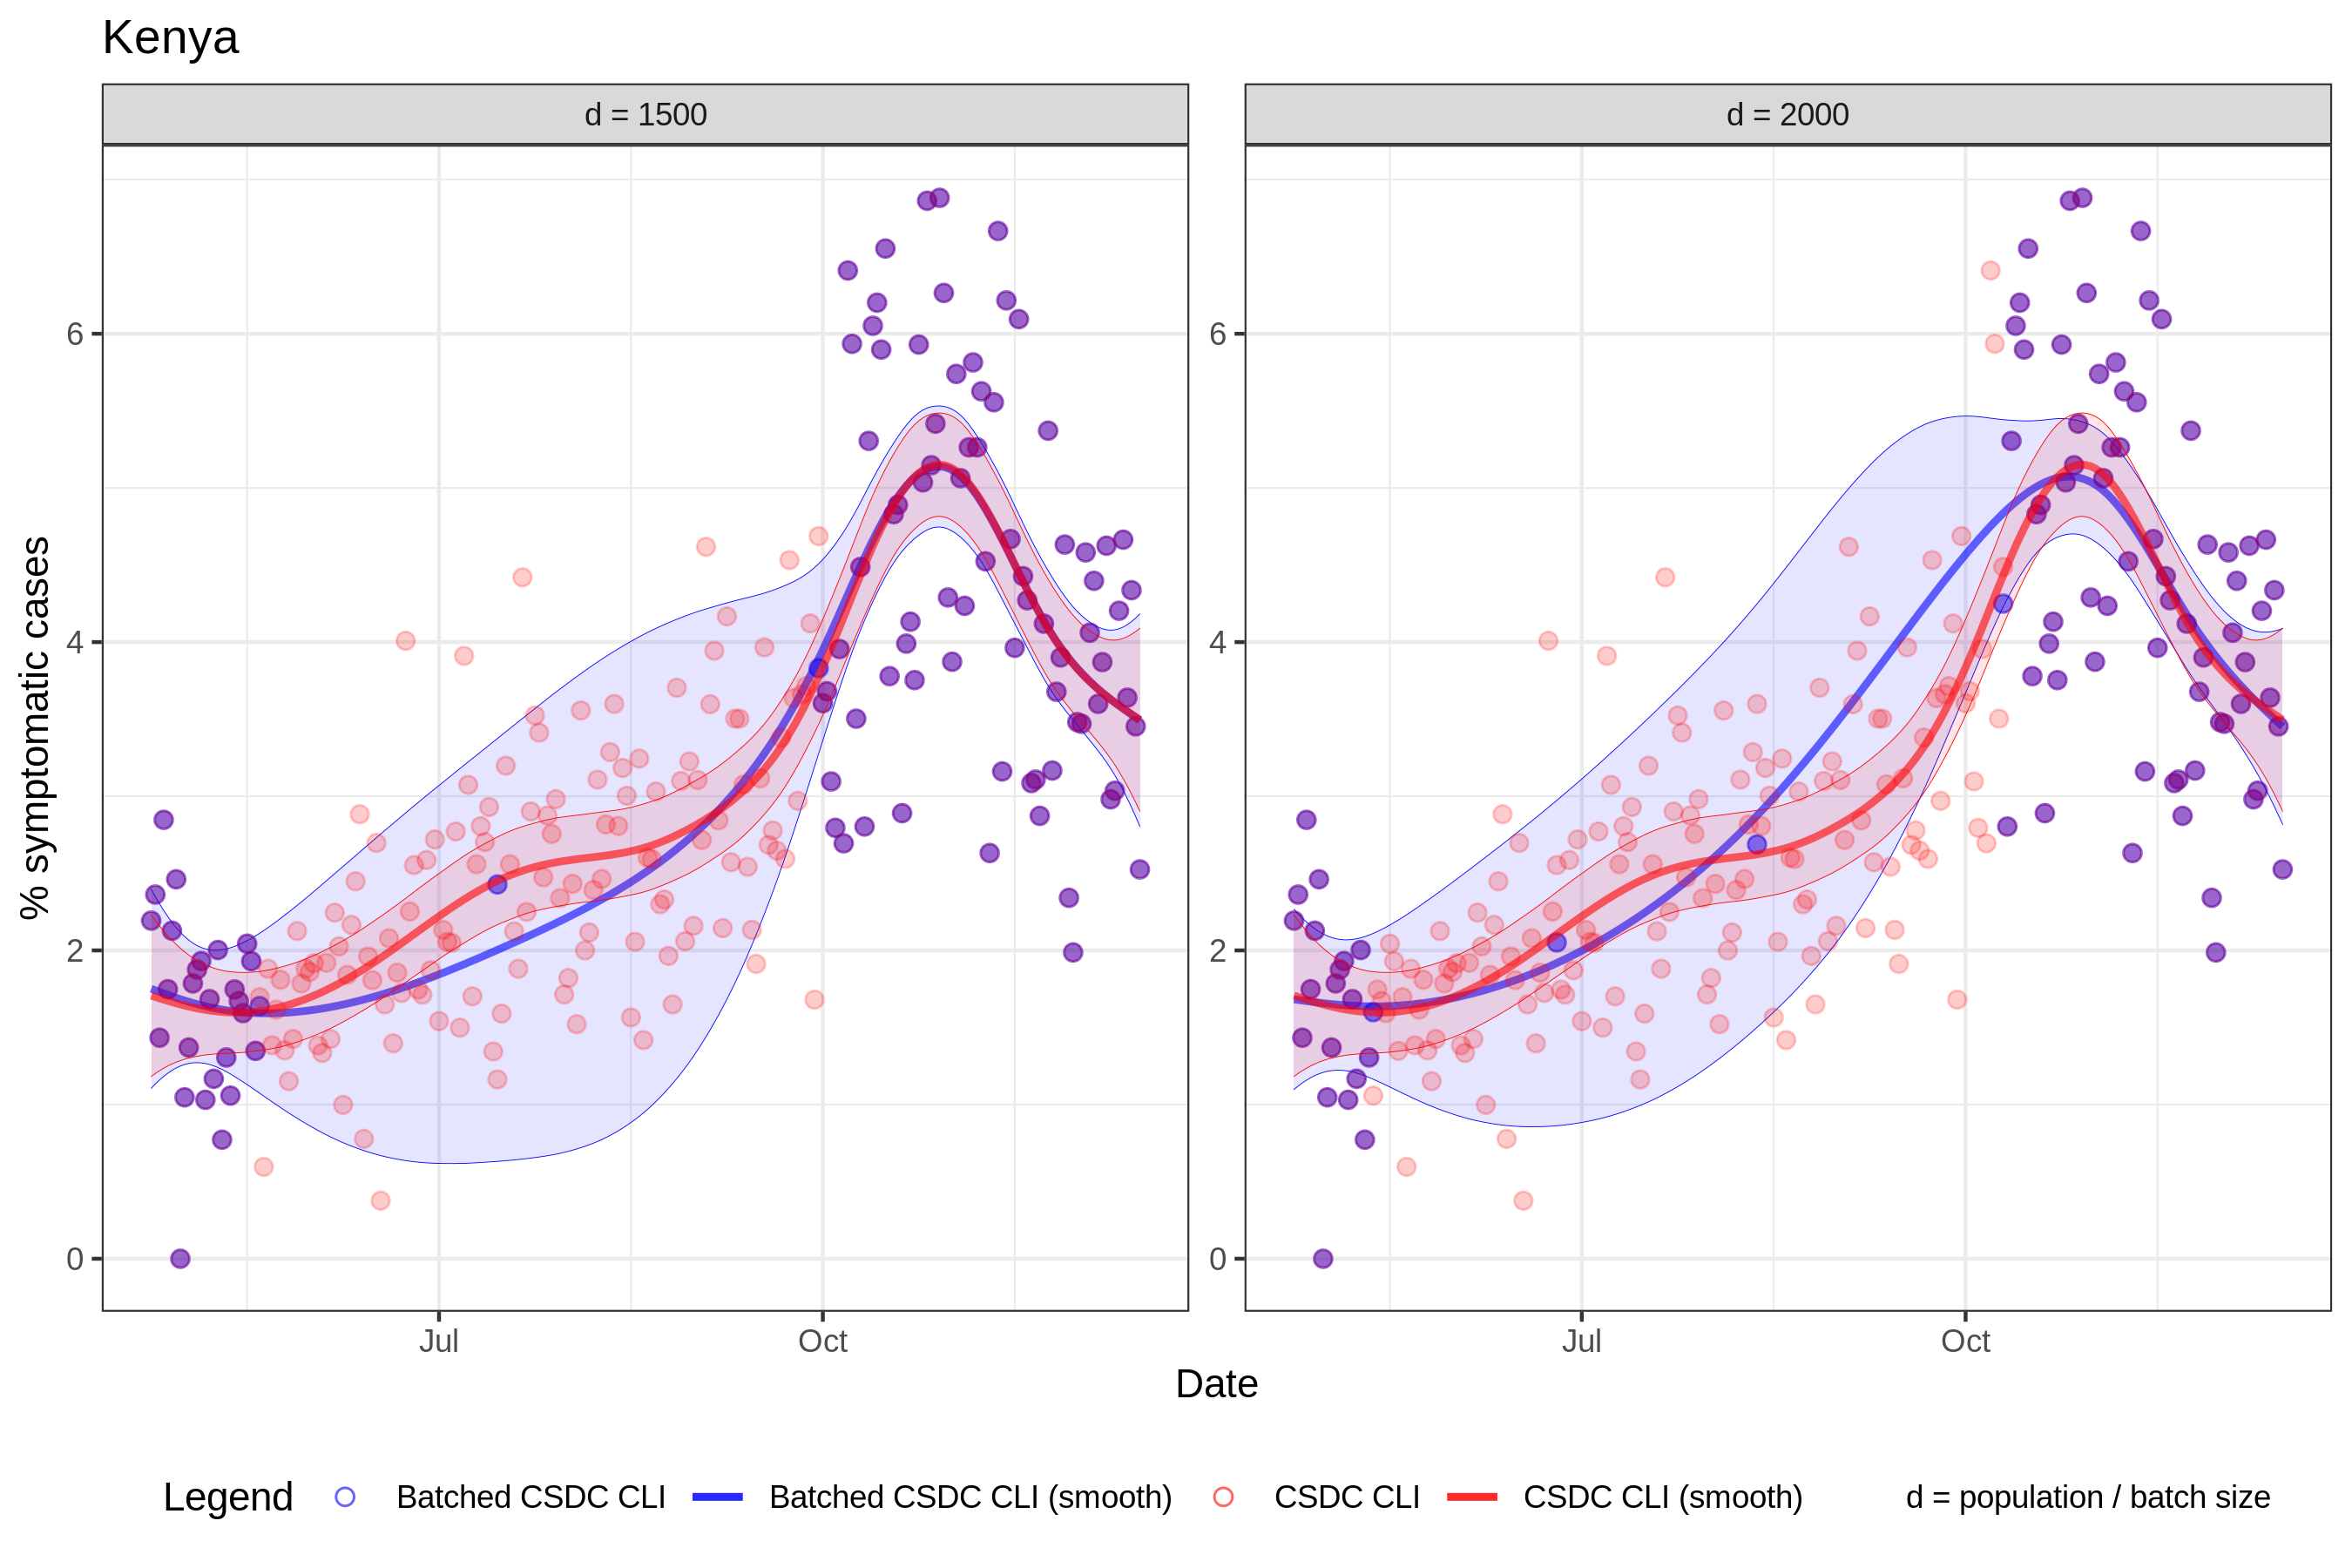 Kenya
d = 1500
d = 2000
% symptomatic cases
6
4
2
0
6
4
2
0
Jul
Oct
Jul
Oct
Date
Legend
Batched CSDC CLI
Batched CSDC CLI (smooth)
CSDC CLI
CSDC CLI (smooth)
d = population / batch size